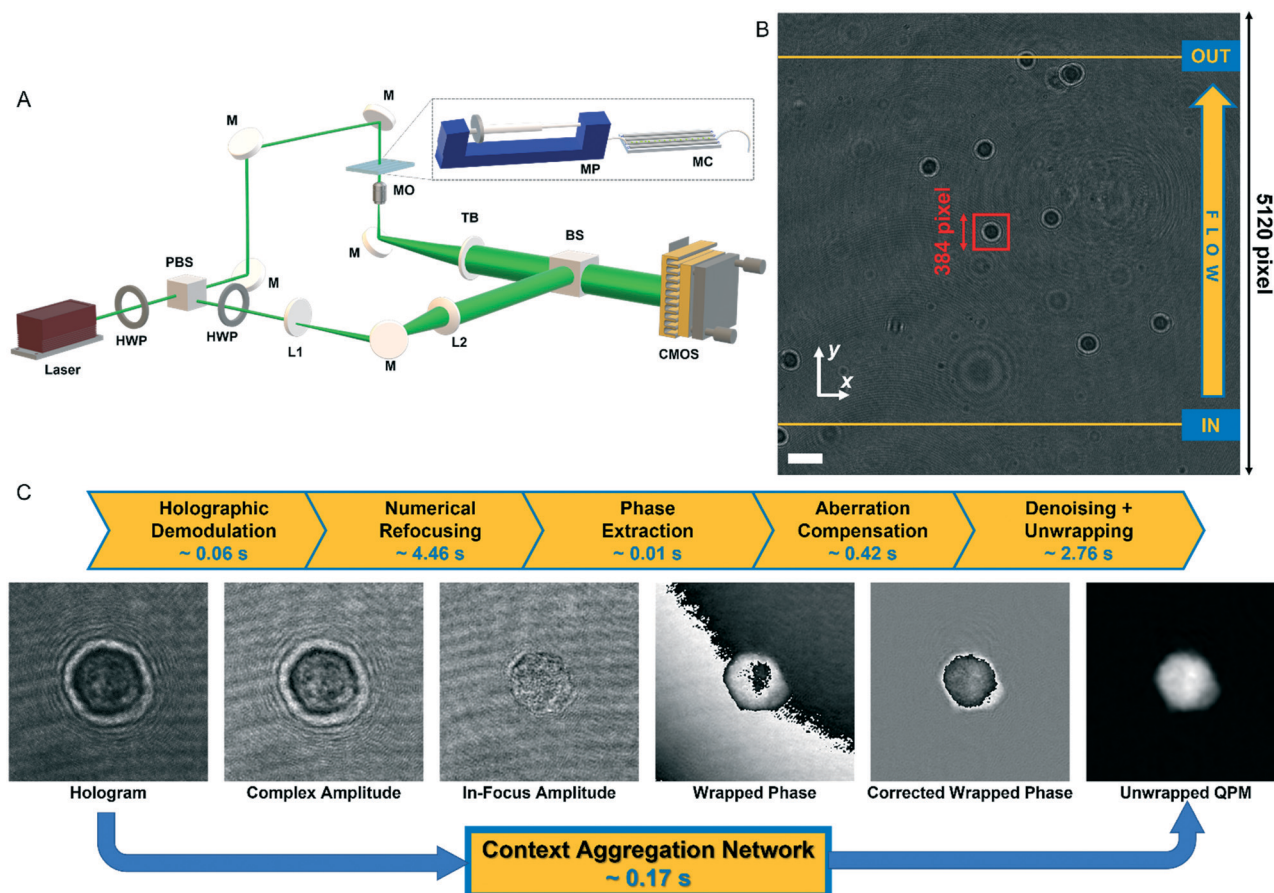 A
M
M
MO
MP
MC
TB
BS
PBS
M
M
HWP
HWP
L1
L2
M
Laser
CMOS
B
OUT
FLOW
384 pixel
5120 pixel
y
x
IN
C
Holographic
Demodulation
~ 0.06 s
Numerical
Refocusing
~ 4.46 s
Phase
Extraction
~ 0.01 s
Aberration
Compensation
~ 0.42 s
Denoising +
Unwrapping
~ 2.76 s
Hologram
Complex Amplitude
In-Focus Amplitude
Wrapped Phase
Corrected Wrapped Phase
Unwrapped QPM
Context Aggregation Network
~ 0.17 s